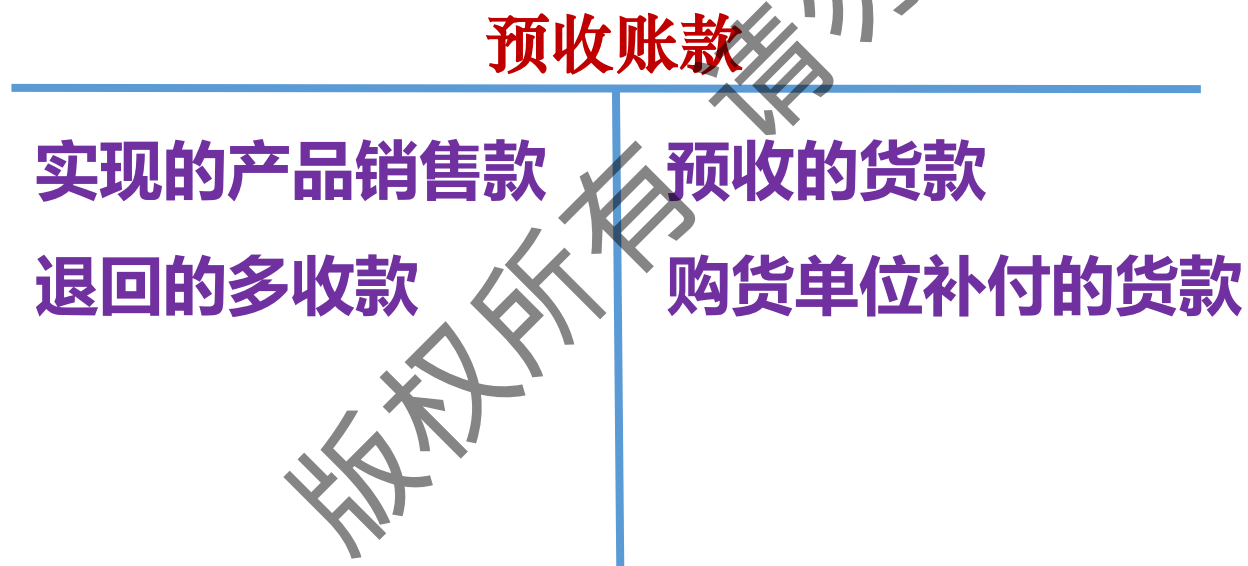 预收账款
实现的产品销售款
预收的货款
退回的多收款
购货单位补付的货款
版权所有 请